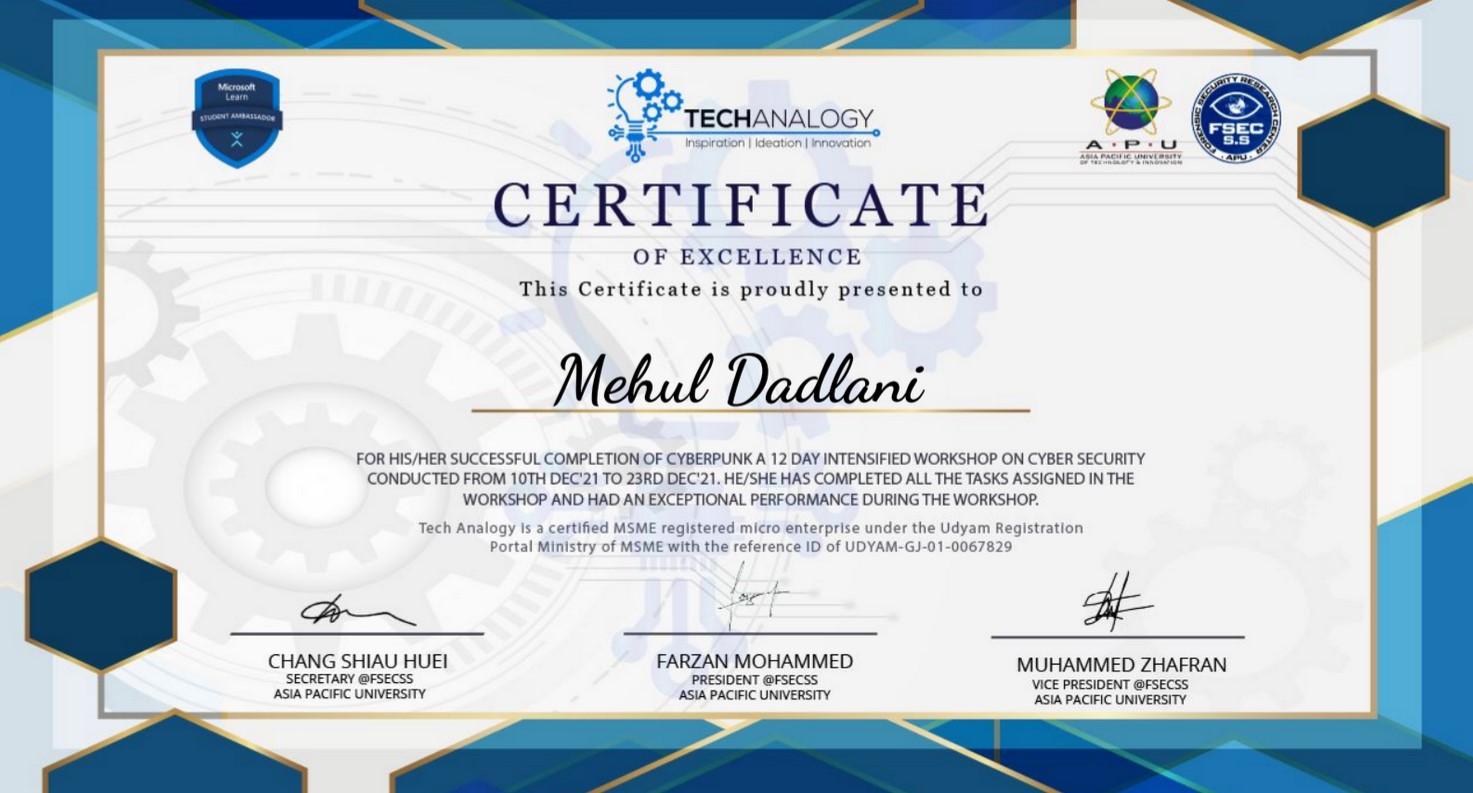 Microsoft
Learn
STUDENT AMBASSADOR
TECHANALOGY
Inspiration | Ideation | Innovation
A · P · U
ASIA PACIFIC UNIVERSITY
OF TECHNOLOGY & INNOVATION
FORENSIC SECURITY RESEARCH CENTER
FSEC
S.S
· APU ·
CERTIFICATE
OF EXCELLENCE
This Certificate is proudly presented to
Mehul Dadlani
FOR HIS/HER SUCCESSFUL COMPLETION OF CYBERPUNK A 12 DAY INTENSIFIED WORKSHOP ON CYBER SECURITY
CONDUCTED FROM 10TH DEC'21 TO 23RD DEC'21. HE/SHE HAS COMPLETED ALL THE TASKS ASSIGNED IN THE
WORKSHOP AND HAD AN EXCEPTIONAL PERFORMANCE DURING THE WORKSHOP.
Tech Analogy is a certified MSME registered micro enterprise under the Udyam Registration
Portal Ministry of MSME with the reference ID of UDYAM-GJ-01-0067829
CHANG SHIAU HUEI
SECRETARY @FSECSS
ASIA PACIFIC UNIVERSITY
FARZAN MOHAMMED
PRESIDENT @FSECSS
ASIA PACIFIC UNIVERSITY
MUHAMMED ZHAFRAN
VICE PRESIDENT @FSECSS
ASIA PACIFIC UNIVERSITY